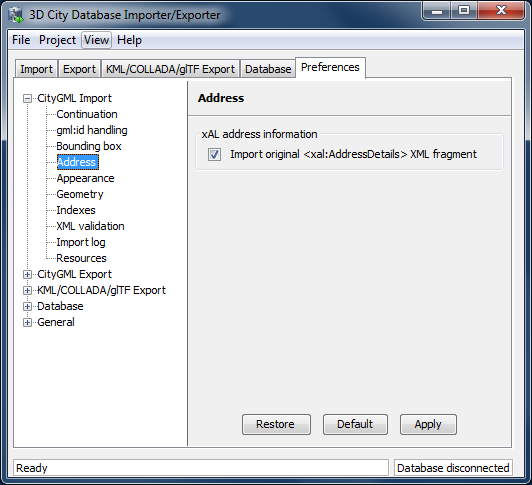 3D City Database Importer/Exporter
File Project View Help
Import Export KML/COLLADA/glTF Export Database Preferences
CityGML Import
Continuation
gml:id handling
Bounding box
Address
Appearance
Geometry
Indexes
XML validation
Import log
Resources
CityGML Export
KML/COLLADA/glTF Export
Database
General
Address
xAL address information
Import original <xal:AddressDetails> XML fragment
Restore Default Apply
Ready Database disconnected